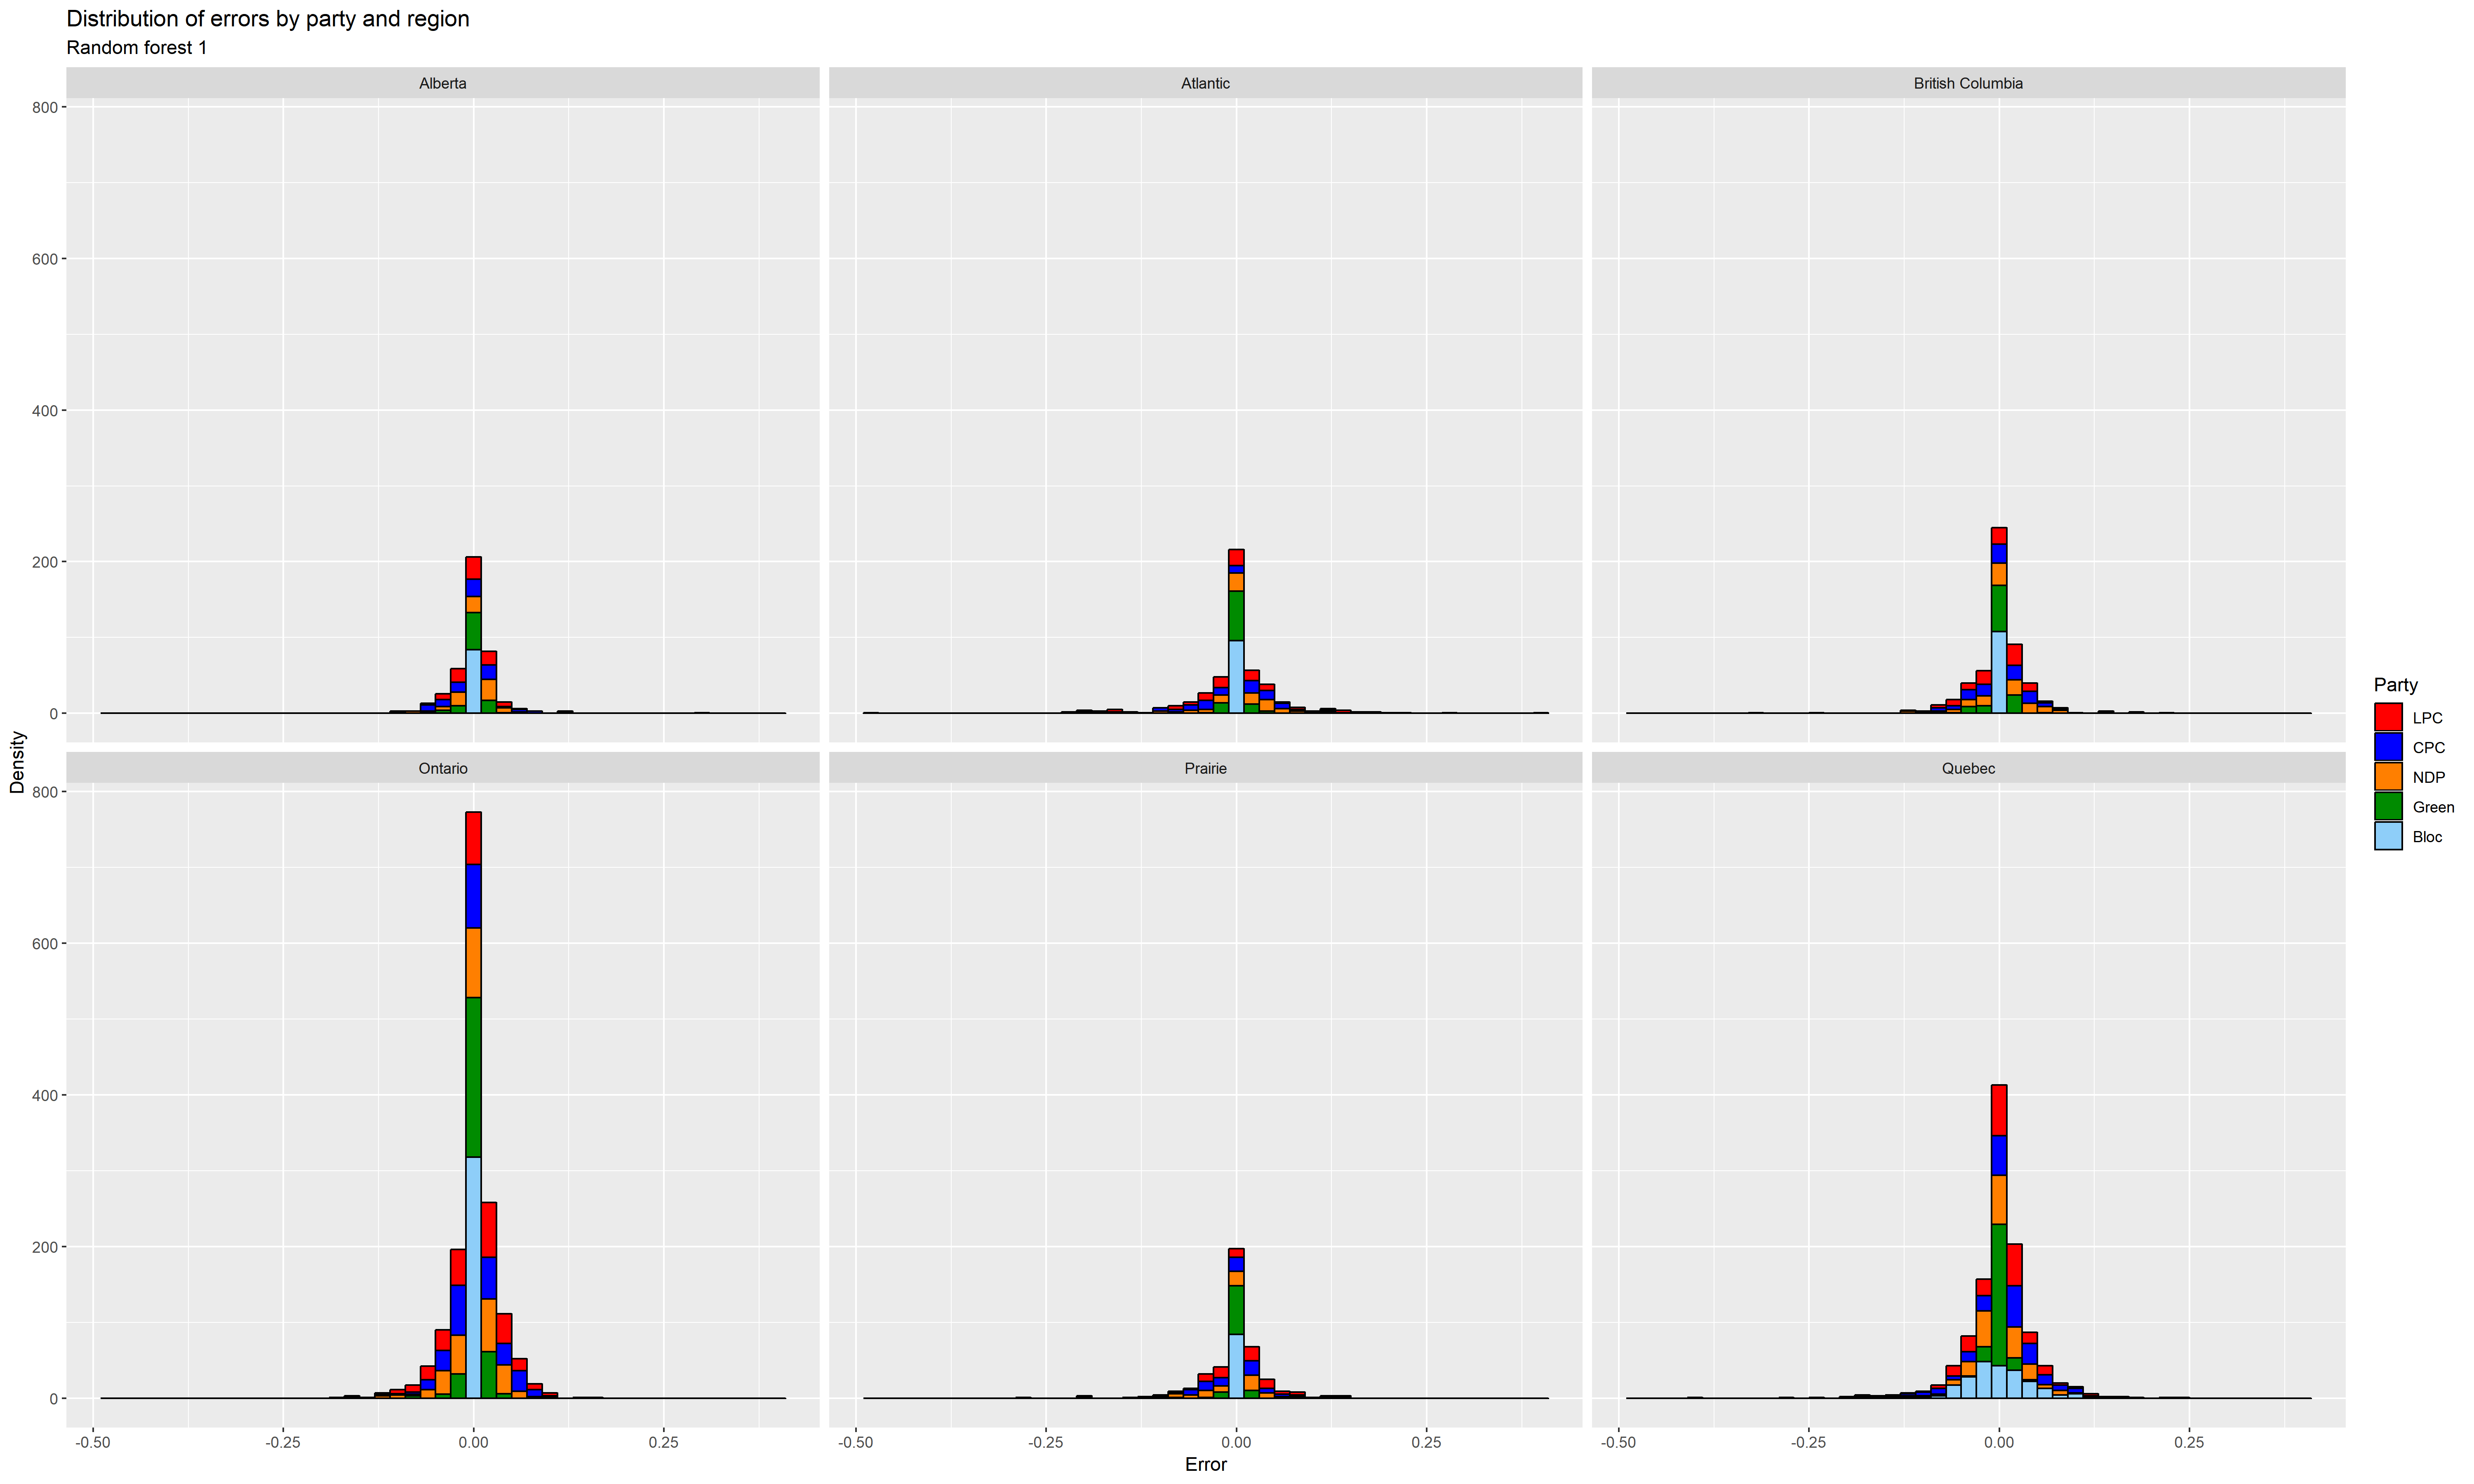 Distribution of errors by party and region
Random forest 1
Alberta
Atlantic
British Columbia
800
600
400
200
0
Density
Ontario
Prairie
Quebec
800
600
400
200
0
-0.50
-0.25
0.00
0.25
-0.50
-0.25
0.00
0.25
-0.50
-0.25
0.00
0.25
Error
Party
LPC
CPC
NDP
Green
Bloc